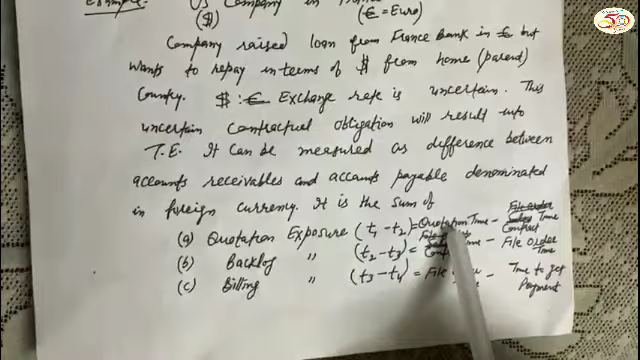 Example: US Company in France
($) (€ = Euro)
Company raised loan from France Bank in € but
wants to repay in terms of $ from home (parent)
Country. $ : € Exchange rate is uncertain. This
uncertain contractual obligation will result into
T.E. It can be measured as difference between
accounts receivables and accounts payable denominated
in foreign currency. It is the sum of
(a) Quotation Exposure (t1 - t2) = Quotation Time - Contract Time
(b) Backlog " (t2 - t3) = Time - File Order Time
(c) Billing " (t3 - t4) = File - Time to get Payment
50